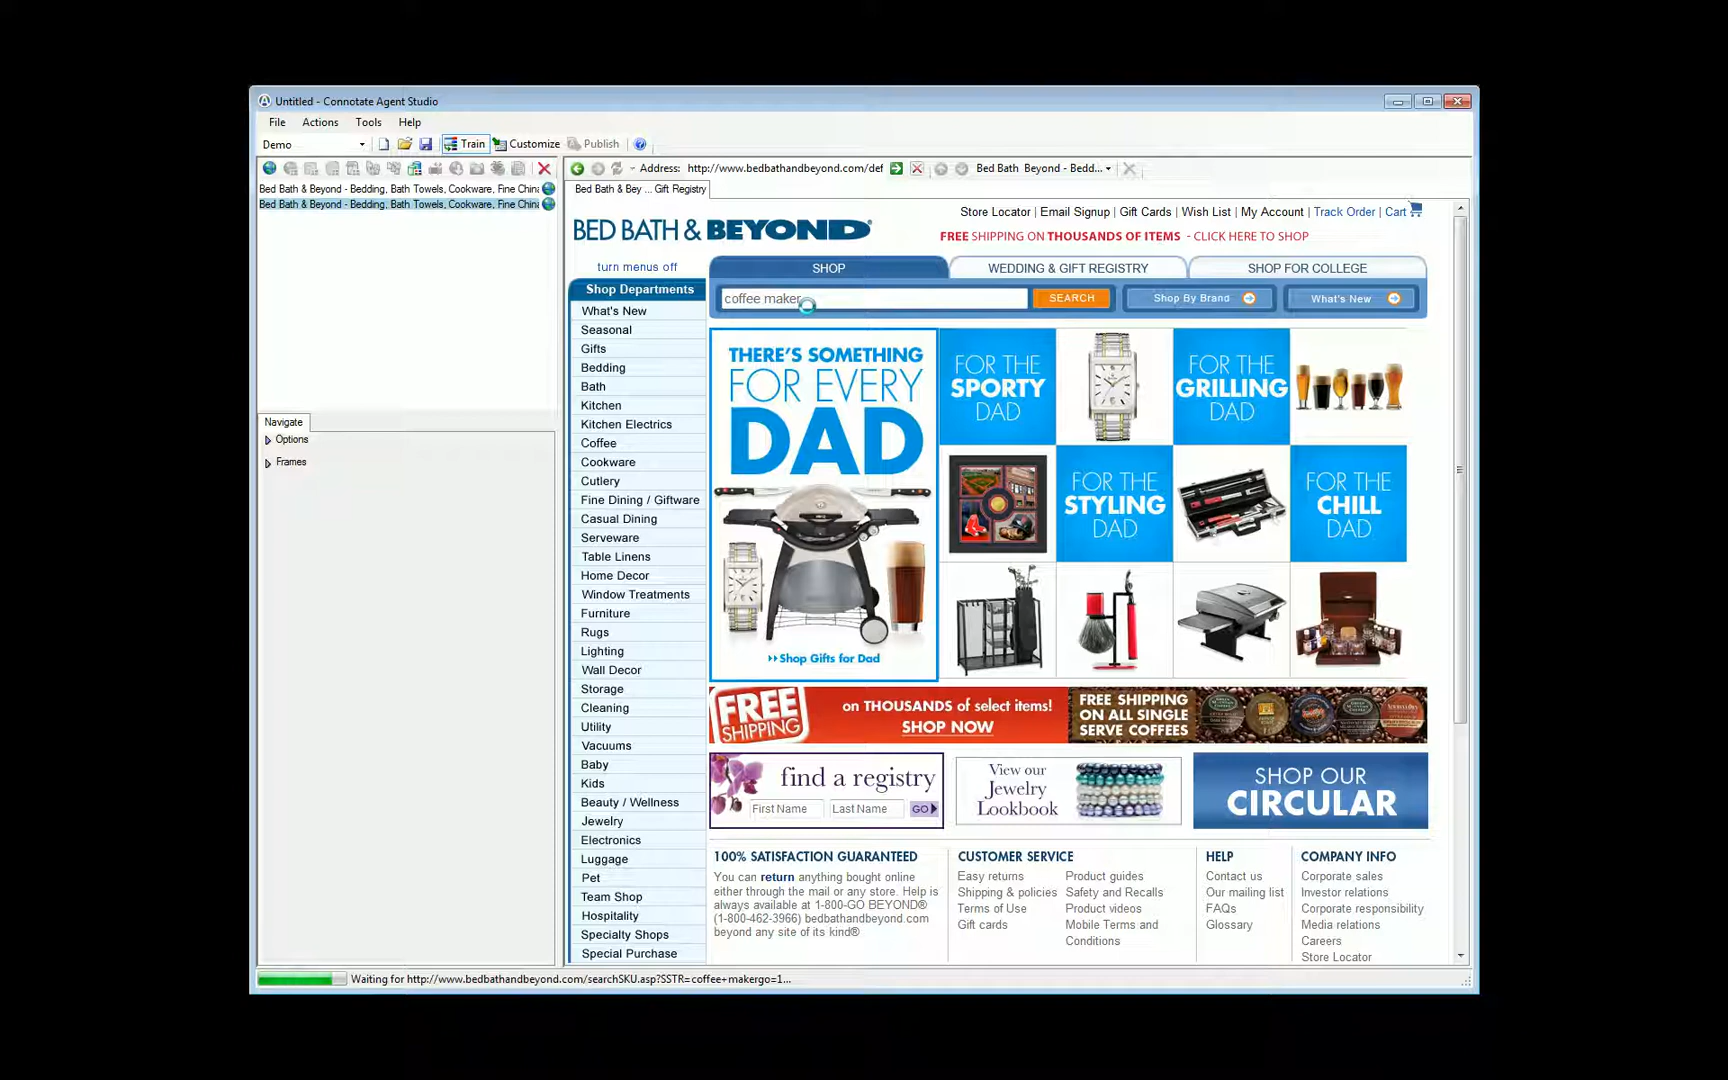 Untitled - Connotate Agent Studio
File Actions Tools Help
Demo Train Customize Publish
Address: http://www.bedbathandbeyond.com/def Bed Bath Beyond - Bedd...
Bed Bath & Beyond - Bedding, Bath Towels, Cookware, Fine China
Bed Bath & Beyond - Bedding, Bath Towels, Cookware, Fine China
Navigate
Options
Frames
Bed Bath & Bey ... Gift Registry
BED BATH & BEYOND®
Store Locator | Email Signup | Gift Cards | Wish List | My Account | Track Order | Cart
FREE SHIPPING ON THOUSANDS OF ITEMS - CLICK HERE TO SHOP
turn menus off
SHOP
WEDDING & GIFT REGISTRY
SHOP FOR COLLEGE
coffee maker
SEARCH
Shop By Brand
What's New
Shop Departments
What's New
Seasonal
Gifts
Bedding
Bath
Kitchen
Kitchen Electrics
Coffee
Cookware
Cutlery
Fine Dining / Giftware
Casual Dining
Serveware
Table Linens
Home Decor
Window Treatments
Furniture
Rugs
Lighting
Wall Decor
Storage
Cleaning
Utility
Vacuums
Baby
Kids
Beauty / Wellness
Jewelry
Electronics
Luggage
Pet
Team Shop
Hospitality
Specialty Shops
Special Purchase
THERE'S SOMETHING
FOR EVERY
DAD
Shop Gifts for Dad
FOR THE
SPORTY
DAD
FOR THE
GRILLING
DAD
FOR THE
STYLING
DAD
FOR THE
CHILL
DAD
FREE
SHIPPING
on THOUSANDS of select items!
SHOP NOW
FREE SHIPPING
ON ALL SINGLE
SERVE COFFEES
find a registry
First Name Last Name GO
View our
Jewelry
Lookbook
SHOP OUR
CIRCULAR
100% SATISFACTION GUARANTEED
You can return anything bought online
either through the mail or any store. Help is
always available at 1-800-GO BEYOND®
(1-800-462-3966) bedbathandbeyond.com
beyond any site of its kind®
CUSTOMER SERVICE
Easy returns
Shipping & policies
Terms of Use
Gift cards
Product guides
Safety and Recalls
Product videos
Mobile Terms and
Conditions
HELP
Contact us
Our mailing list
FAQs
Glossary
COMPANY INFO
Corporate sales
Investor relations
Corporate responsibility
Media relations
Careers
Store Locator
Waiting for http://www.bedbathandbeyond.com/searchSKU.asp?SSTR=coffee+makergo=1...